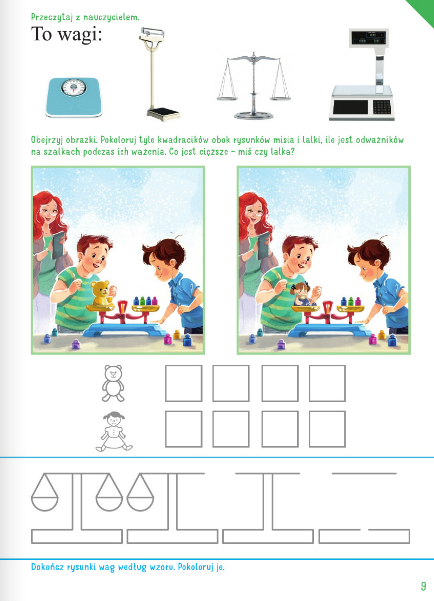 Przeczytaj z nauczycielem.
To wagi:
Obejrzyj obrazki. Pokoloruj tyle kwadracików obok rysunków misia i lalki, ile jest odważników
na szalkach podczas ich ważenia. Co jest cięższe – miś czy lalka?
Dokończ rysunki wag według wzoru. Pokoloruj je.
9